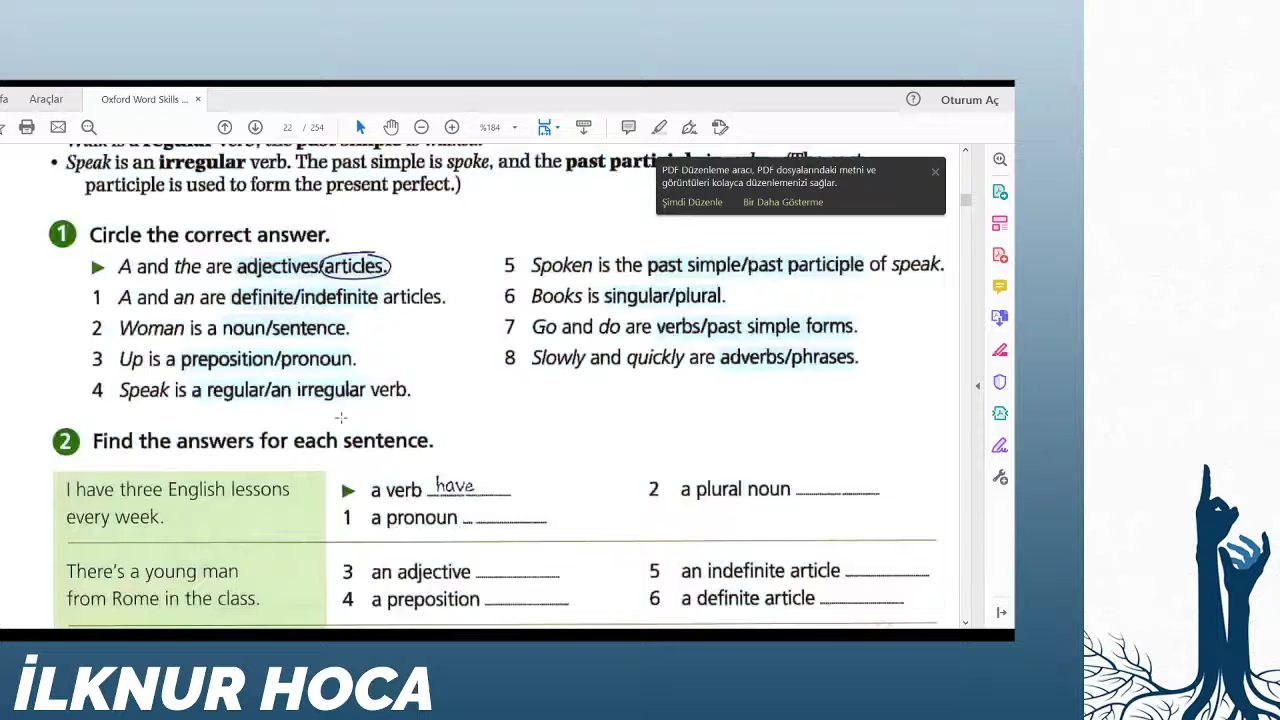 fa Araçlar Oxford Word Skills ... × Oturum Aç
22 / 254 %184
• Speak is an irregular verb. The past simple is spoke, and the past
participle is used to form the present perfect.)
PDF Düzenleme aracı, PDF dosyalarındaki metni ve
görüntüleri kolayca düzenlemenizi sağlar.
Şimdi Düzenle Bir Daha Gösterme
1 Circle the correct answer.
A and the are adjectives/articles.
1 A and an are definite/indefinite articles.
2 Woman is a noun/sentence.
3 Up is a preposition/pronoun.
4 Speak is a regular/an irregular verb.
5 Spoken is the past simple/past participle of speak.
6 Books is singular/plural.
7 Go and do are verbs/past simple forms.
8 Slowly and quickly are adverbs/phrases.
2 Find the answers for each sentence.
I have three English lessons
every week.
a verb have
1 a pronoun
2 a plural noun
There's a young man
from Rome in the class.
3 an adjective
4 a preposition
5 an indefinite article
6 a definite article
İLKNUR HOCA